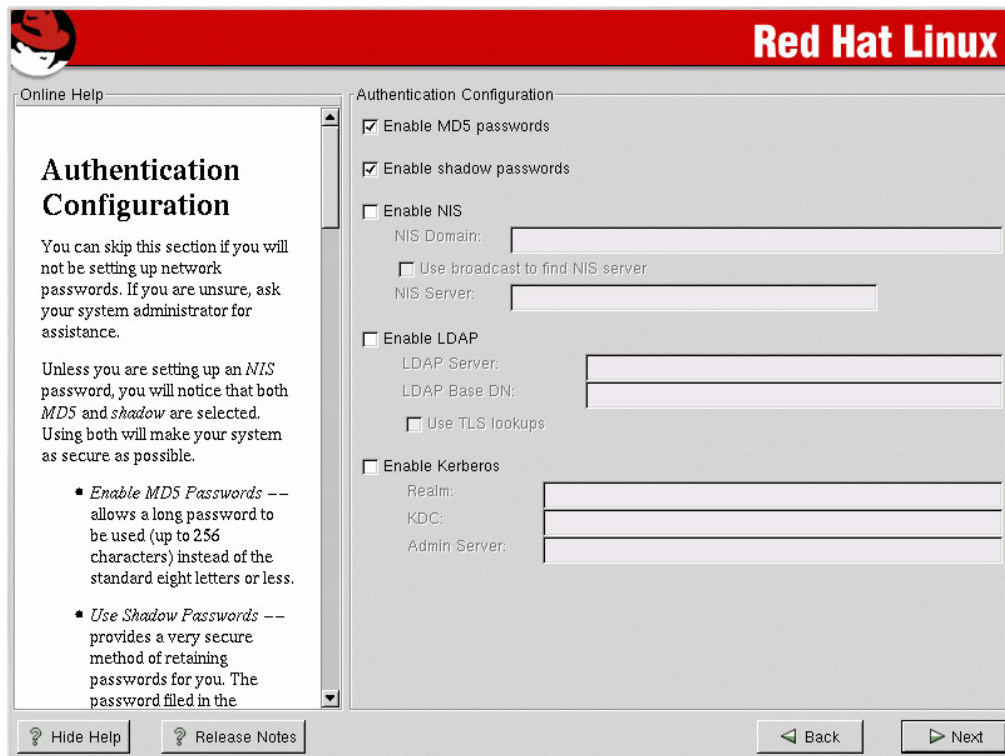 Red Hat Linux
Online Help
Authentication
Configuration
You can skip this section if you will
not be setting up network
passwords. If you are unsure, ask
your system administrator for
assistance.
Unless you are setting up an NIS
password, you will notice that both
MD5 and shadow are selected.
Using both will make your system
as secure as possible.
Enable MD5 Passwords --
allows a long password to
be used (up to 256
characters) instead of the
standard eight letters or less.
Use Shadow Passwords --
provides a very secure
method of retaining
passwords for you. The
password filed in the
Authentication Configuration
Enable MD5 passwords
Enable shadow passwords
Enable NIS
NIS Domain:
Use broadcast to find NIS server
NIS Server:
Enable LDAP
LDAP Server:
LDAP Base DN:
Use TLS lookups
Enable Kerberos
Realm:
KDC:
Admin Server:
Hide Help
Release Notes
Back
Next